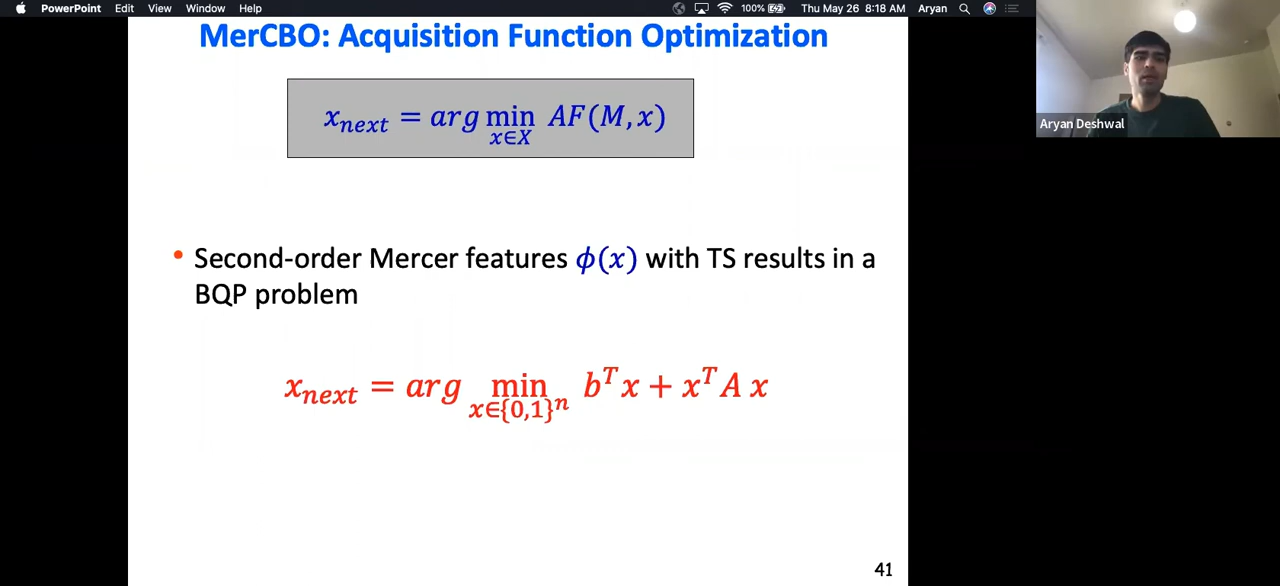 PowerPoint Edit View Window Help 100% Thu May 26 8:18 AM Aryan
MerCBO: Acquisition Function Optimization
x_next = arg min_{x∈X} AF(M, x)
• Second-order Mercer features ϕ(x) with TS results in a
BQP problem
x_next = arg min_{x∈{0,1}^n} b^T x + x^T A x
41
Aryan Deshwal